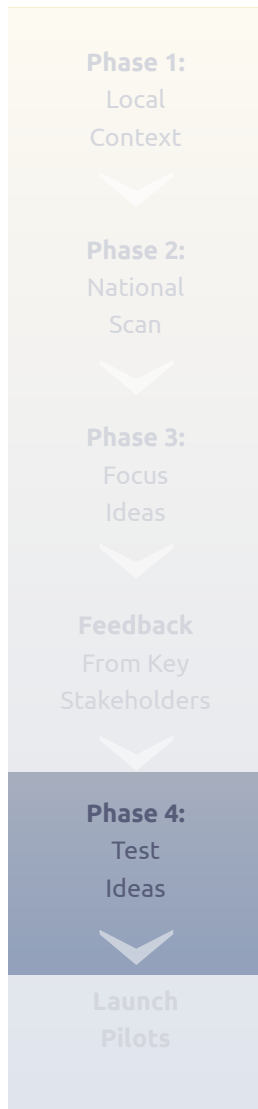 Phase 1:
Local
Context
Phase 2:
National
Scan
Phase 3:
Focus
Ideas
Feedback
From Key
Stakeholders
Phase 4:
Test
Ideas
Launch
Pilots